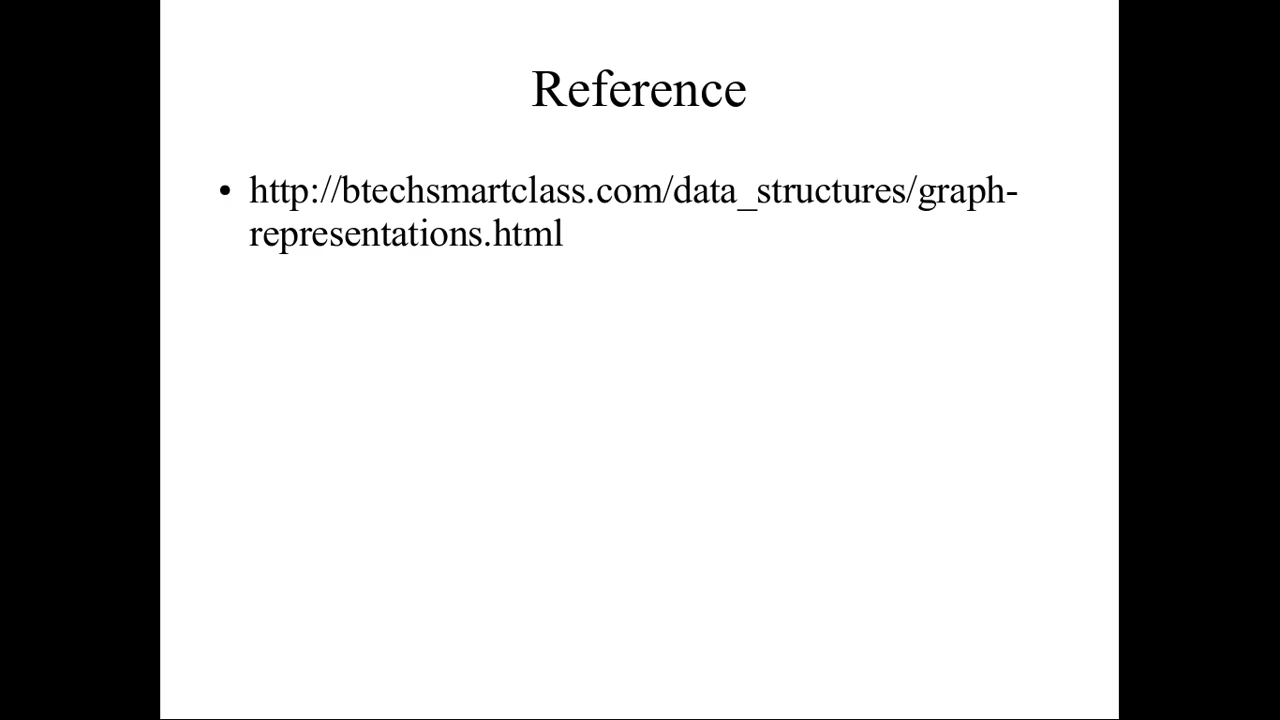 Reference
• http://btechsmartclass.com/data_structures/graph-
representations.html